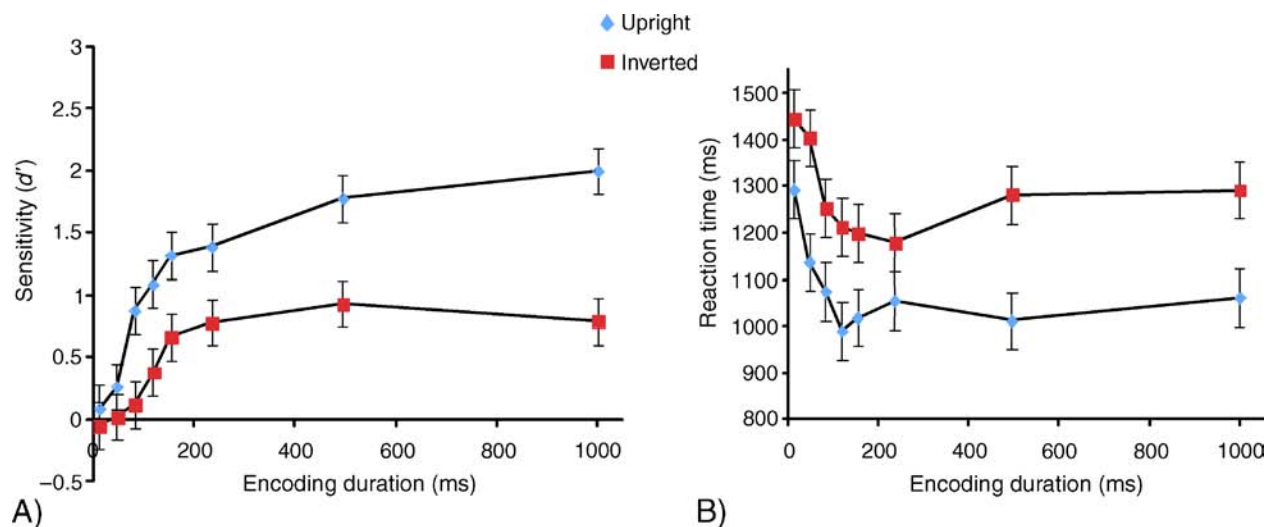 Upright
Inverted
3
2.5
2
1.5
1
0.5
0
−0.5
Sensitivity (d′)
0 200 400 600 800 1000
Encoding duration (ms)
A)
1500
1400
1300
1200
1100
1000
900
800
Reaction time (ms)
0 200 400 600 800 1000
Encoding duration (ms)
B)